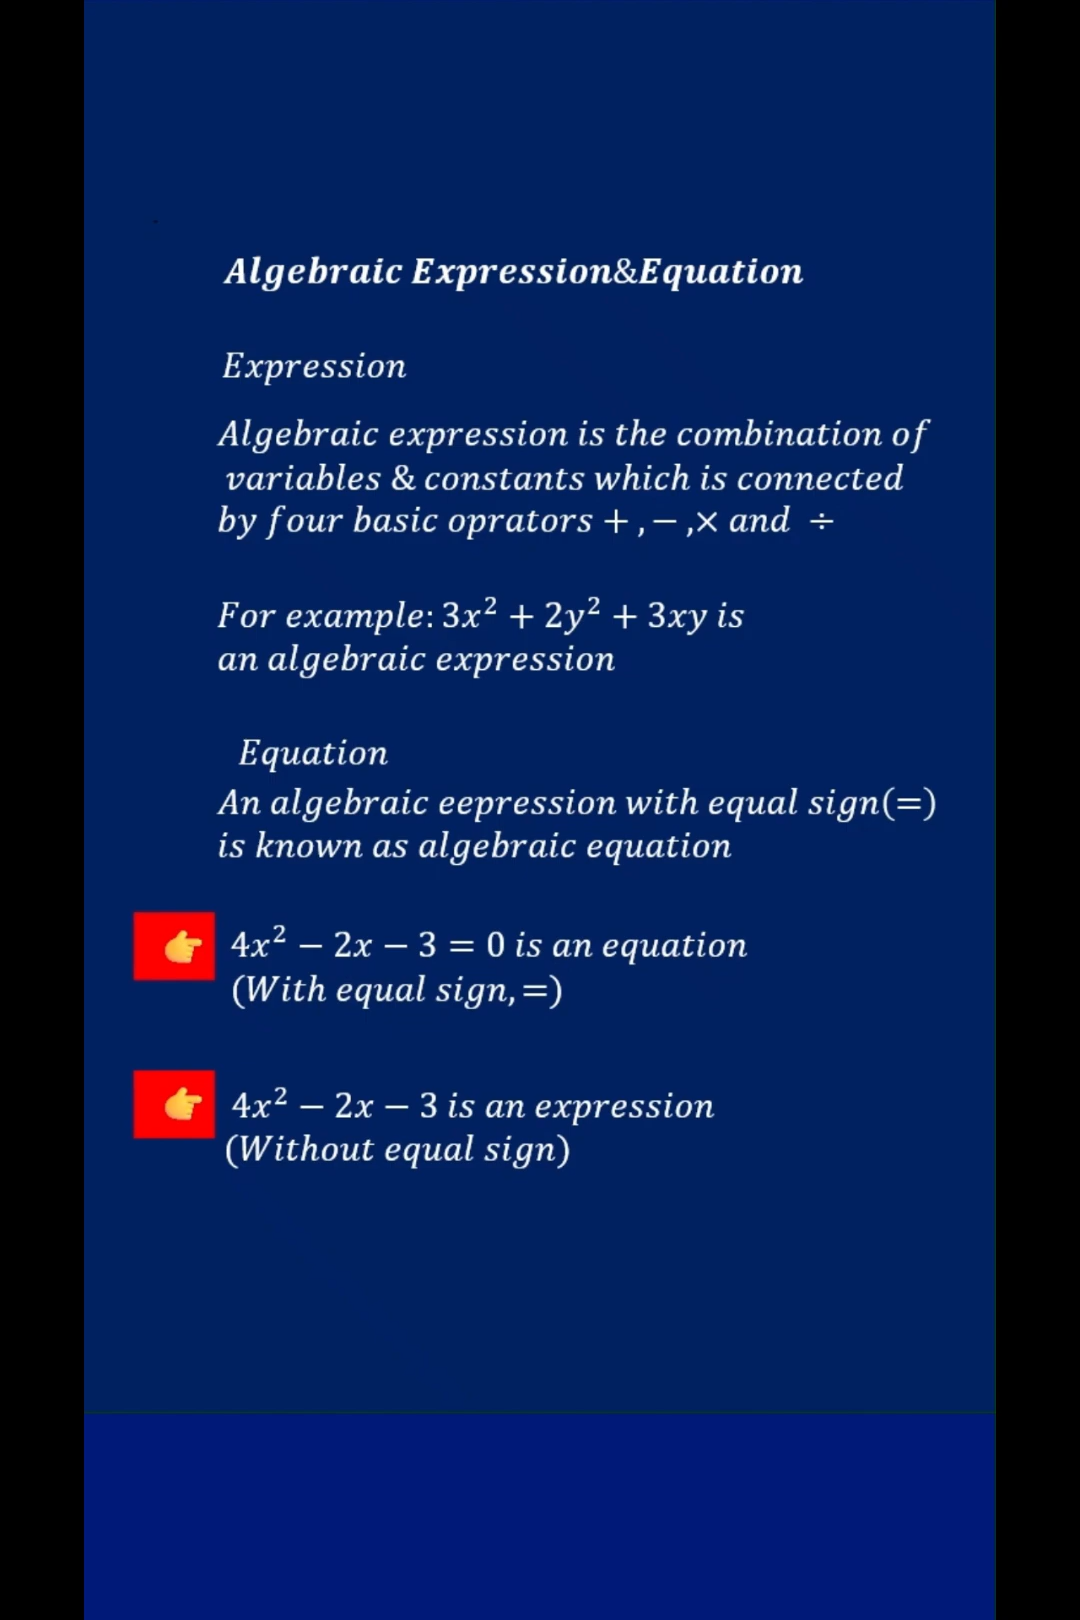 Algebraic Expression&Equation
Expression
Algebraic expression is the combination of
variables & constants which is connected
by four basic oprators +,−,× and ÷
For example: 3x² + 2y² + 3xy is
an algebraic expression
Equation
An algebraic eepression with equal sign(=)
is known as algebraic equation
4x² − 2x − 3 = 0 is an equation
(With equal sign,=)
4x² − 2x − 3 is an expression
(Without equal sign)